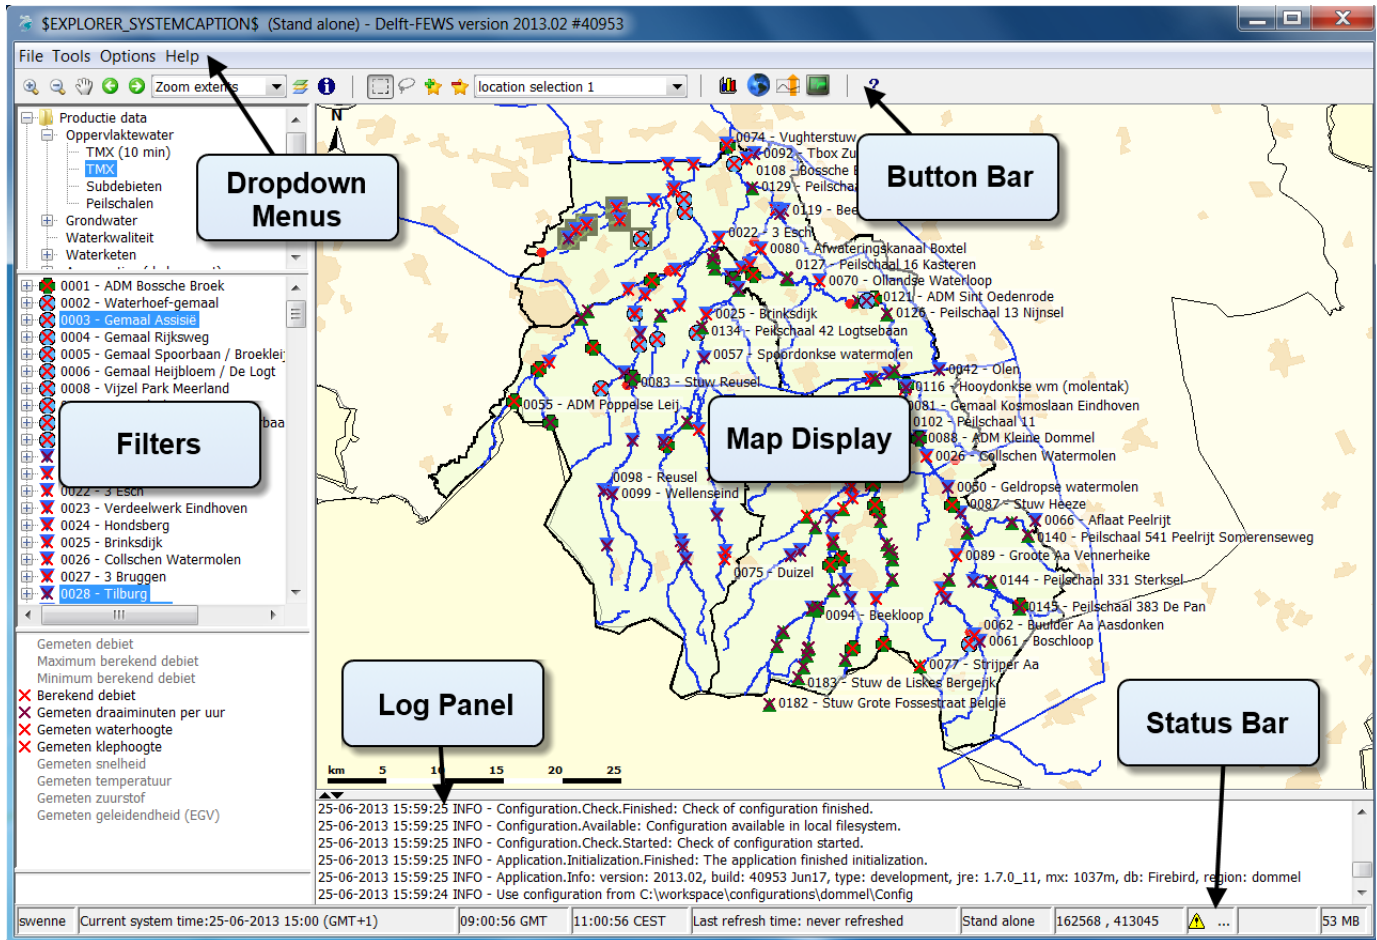 $EXPLORER_SYSTEMCAPTION$ (Stand alone) - Delft-FEWS version 2013.02 #40953
File Tools Options Help
Zoom extents
location selection 1
?
Productie data
Oppervlaktewater
TMX (10 min)
TMX
Subdebieten
Peilschalen
Grondwater
Waterkwaliteit
Waterketen
Dropdown
Menus
Button Bar
Filters
Map Display
Log Panel
Status Bar
0001 - ADM Bossche Broek
0002 - Waterhoef-gemaal
0003 - Gemaal Assisië
0004 - Gemaal Rijksweg
0005 - Gemaal Spoorbaan / Broekleij
0006 - Gemaal Heijbloem / De Logt
0008 - Vijzel Park Meerland
0022 - 3 Esch
0023 - Verdeelwerk Eindhoven
0024 - Hondsberg
0025 - Brinksdijk
0026 - Collschen Watermolen
0027 - 3 Bruggen
0028 - Tilburg
Gemeten debiet
Maximum berekend debiet
Minimum berekend debiet
Berekend debiet
Gemeten draaiminuten per uur
Gemeten waterhoogte
Gemeten klephoogte
Gemeten snelheid
Gemeten temperatuur
Gemeten zuurstof
Gemeten geleidendheid (EGV)
N
0074 - Vughterstuw
0092 - Tbox Zu
0108 - Bossche
0129 - Peilscha
0119 - Bee
0022 - 3 Esch
0080 - Afwateringskanaal Boxtel
0127 - Peilschaal 16 Kasteren
0070 - Ollandse Waterloop
0121 - ADM Sint Oedenrode
0126 - Peilschaal 13 Nijnsel
0025 - Brinksdijk
0134 - Peilschaal 42 Logtsebaan
0057 - Spoordonkse watermolen
0042 - Olen
0083 - Stuw Reusel
0116 - Hooydonkse wm (molentak)
0055 - ADM Poppelse Leij
0081 - Gemaal Kosmoslaan Eindhoven
0102 - Peilschaal 11
0088 - ADM Kleine Dommel
0026 - Collschen Watermolen
0098 - Reusel
0099 - Wellenseind
0050 - Geldropse watermolen
0087 - Stuw Heeze
0066 - Aflaat Peelrijt
0140 - Peilschaal 541 Peelrijt Somerenseweg
0089 - Groote Aa Vennerheike
0075 - Duizel
0144 - Peilschaal 331 Sterksel
0145 - Peilschaal 383 De Pan
0094 - Beekloop
0062 - Buulder Aa Aasdonken
0061 - Boschloop
0077 - Strijper Aa
0183 - Stuw de Liskes Bergeijk
0182 - Stuw Grote Fossestraat België
km 5 10 15 20 25
25-06-2013 15:59:25 INFO - Configuration.Check.Finished: Check of configuration finished.
25-06-2013 15:59:25 INFO - Configuration.Available: Configuration available in local filesystem.
25-06-2013 15:59:25 INFO - Configuration.Check.Started: Check of configuration started.
25-06-2013 15:59:25 INFO - Application.Initialization.Finished: The application finished initialization.
25-06-2013 15:59:25 INFO - Application.Info: version: 2013.02, build: 40953 Jun17, type: development, jre: 1.7.0_11, mx: 1037m, db: Firebird, region: dommel
25-06-2013 15:59:24 INFO - Use configuration from C:\workspace\configurations\dommel\Config
swenne Current system time:25-06-2013 15:00 (GMT+1) 09:00:56 GMT 11:00:56 CEST Last refresh time: never refreshed Stand alone 162568 , 413045 ... 53 MB